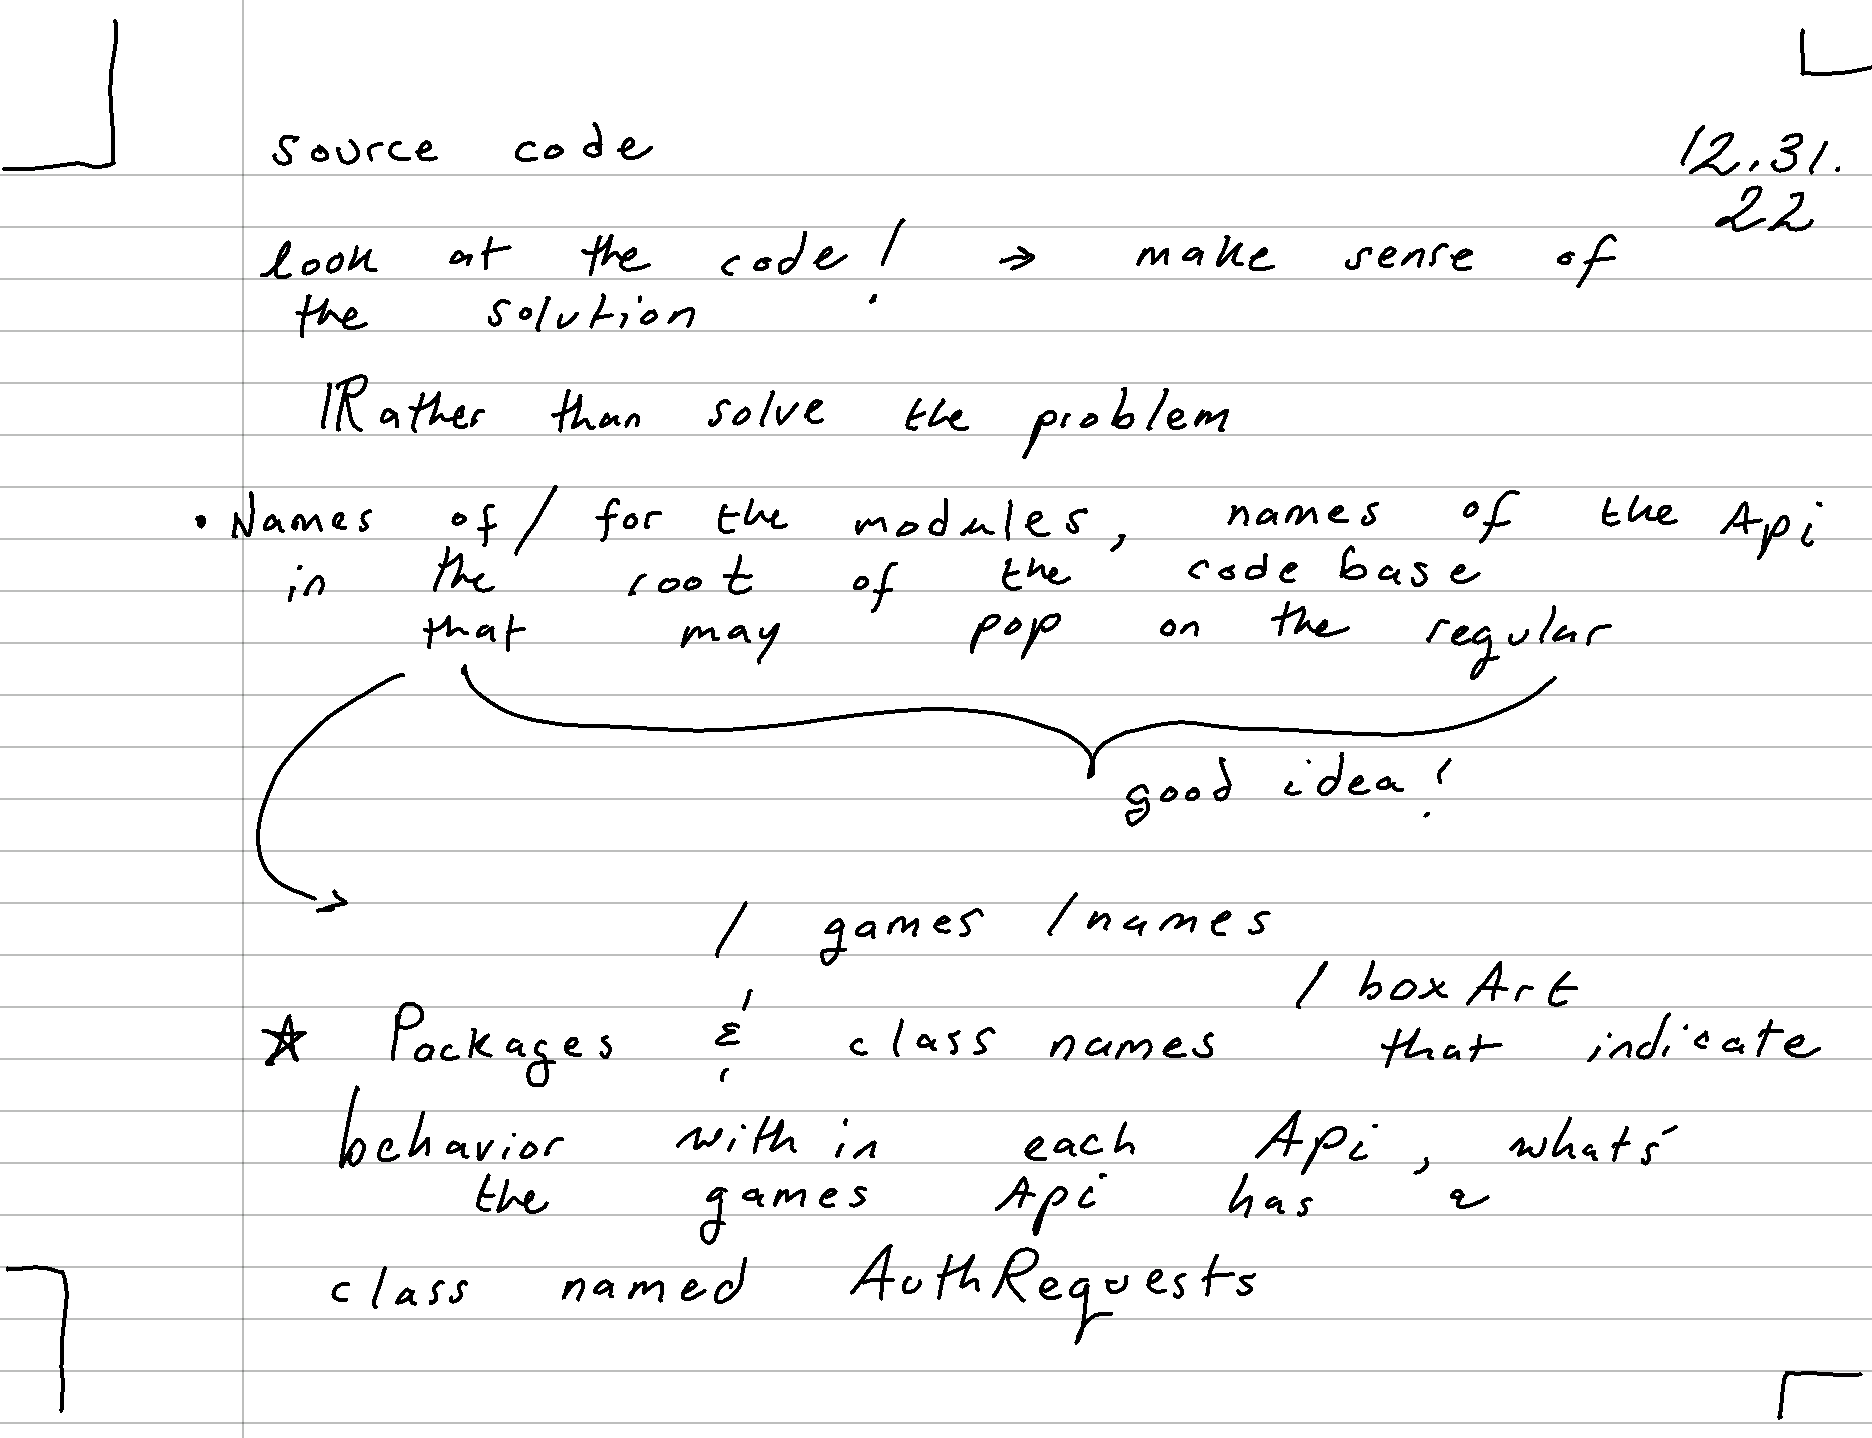 source code
12.31.
22
look at the code! → make sense of
the solution
Rather than solve the problem
• Names of / for the modules, names of the Api
in the root of the code base
that may pop on the regular
good idea!
/ games / names
/ boxArt
☆ Packages & class names that indicate
behavior with in each Api, what's
the games Api has a
class named AuthRequests